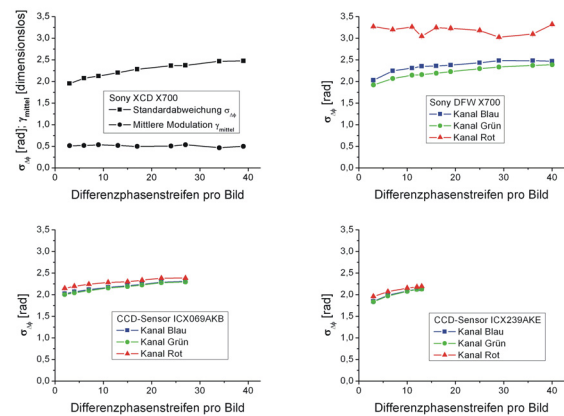 σΔϕ [rad]; γmittel [dimensionslos]
3,5
3,0
2,5
2,0
1,5
1,0
0,5
0,0
Sony XCD X700
Standardabweichung σΔϕ
Mittlere Modulation γmittel
0 10 20 30 40
Differenzphasenstreifen pro Bild
σΔϕ [rad]
3,5
3,0
2,5
2,0
1,5
1,0
0,5
0,0
Sony DFW X700
Kanal Blau
Kanal Grün
Kanal Rot
0 10 20 30 40
Differenzphasenstreifen pro Bild
σΔϕ [rad]
3,5
3,0
2,5
2,0
1,5
1,0
0,5
0,0
CCD-Sensor ICX069AKB
Kanal Blau
Kanal Grün
Kanal Rot
0 10 20 30 40
Differenzphasenstreifen pro Bild
σΔϕ [rad]
3,5
3,0
2,5
2,0
1,5
1,0
0,5
0,0
CCD-Sensor ICX239AKE
Kanal Blau
Kanal Grün
Kanal Rot
0 10 20 30 40
Differenzphasenstreifen pro Bild